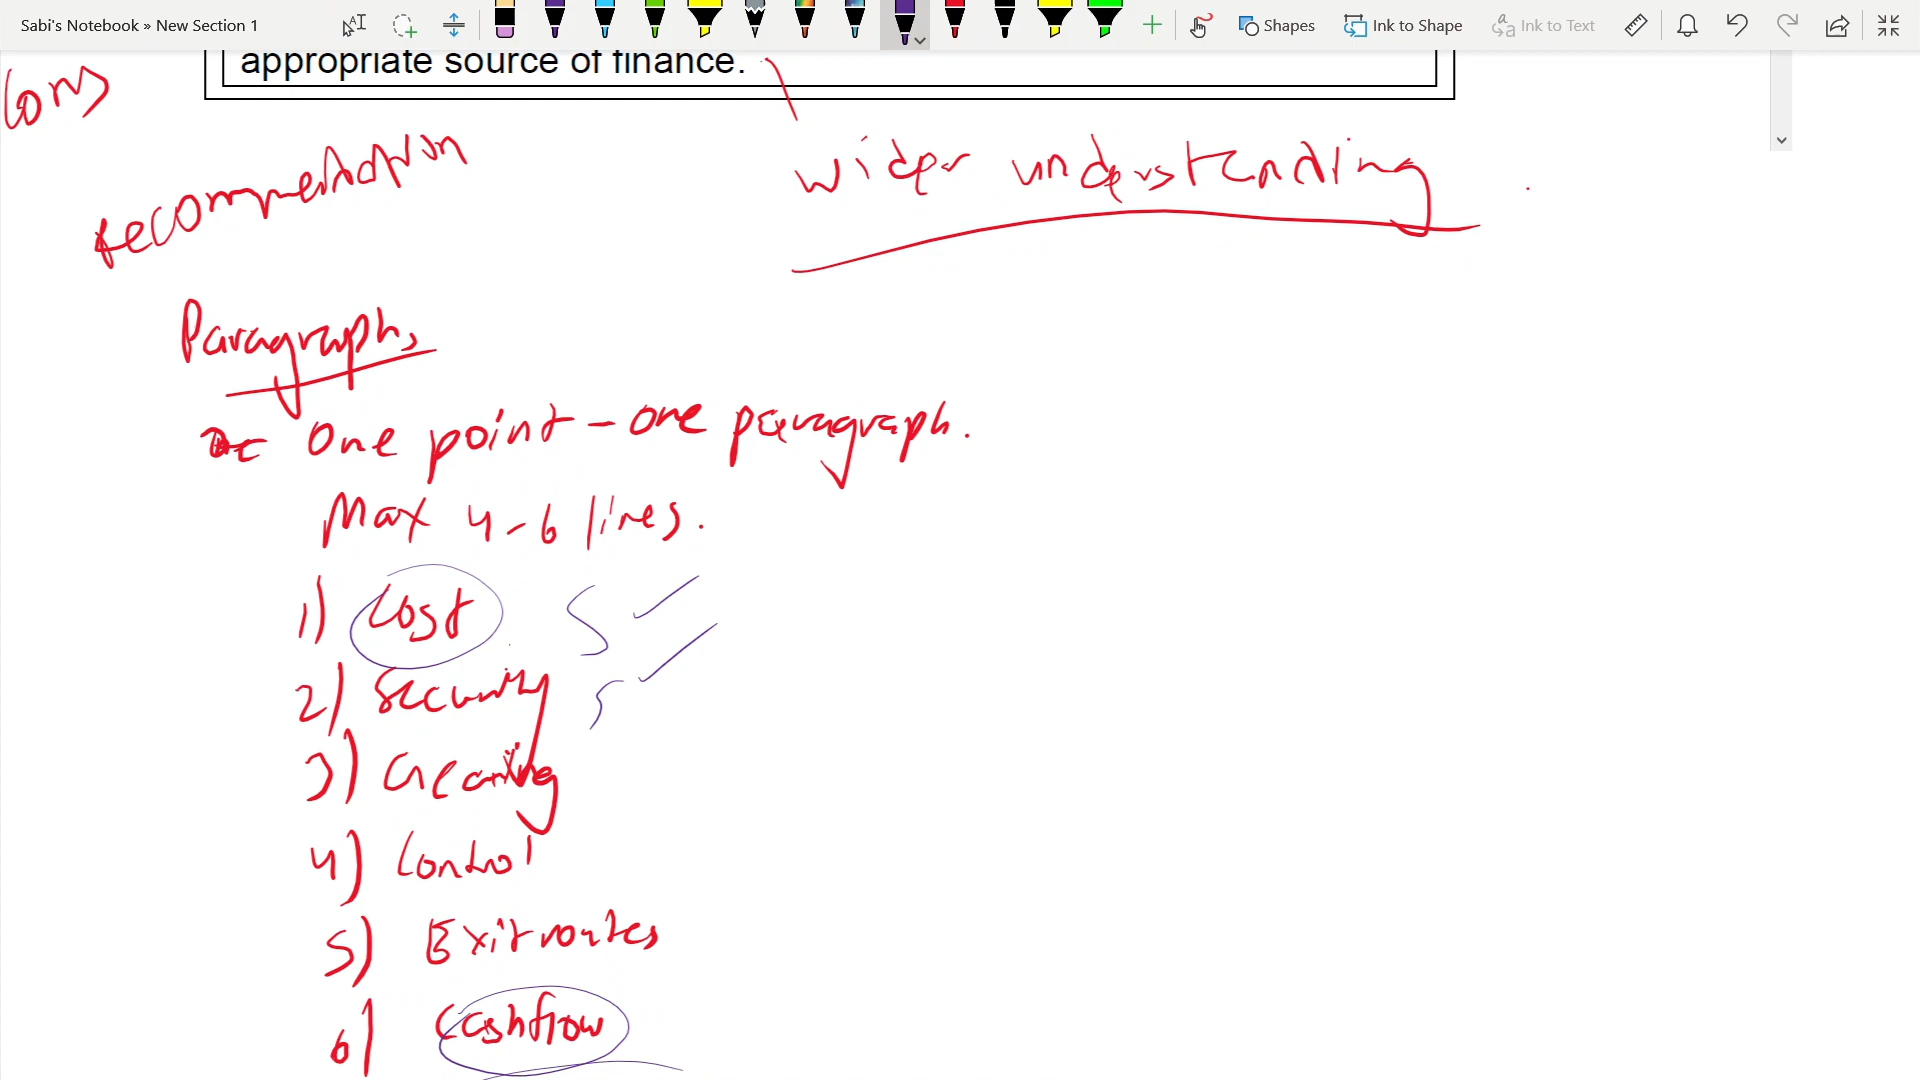 Sabi's Notebook » New Section 1
Shapes
Ink to Shape
Ink to Text
appropriate source of finance.
Cons
recommendation
wider understanding
Paragraphs
One point - one paragraph.
Max 4-6 lines.
1) Cost S
2) Security
3) Gearing
4) Control
5) Exit routes
6) Cashflow